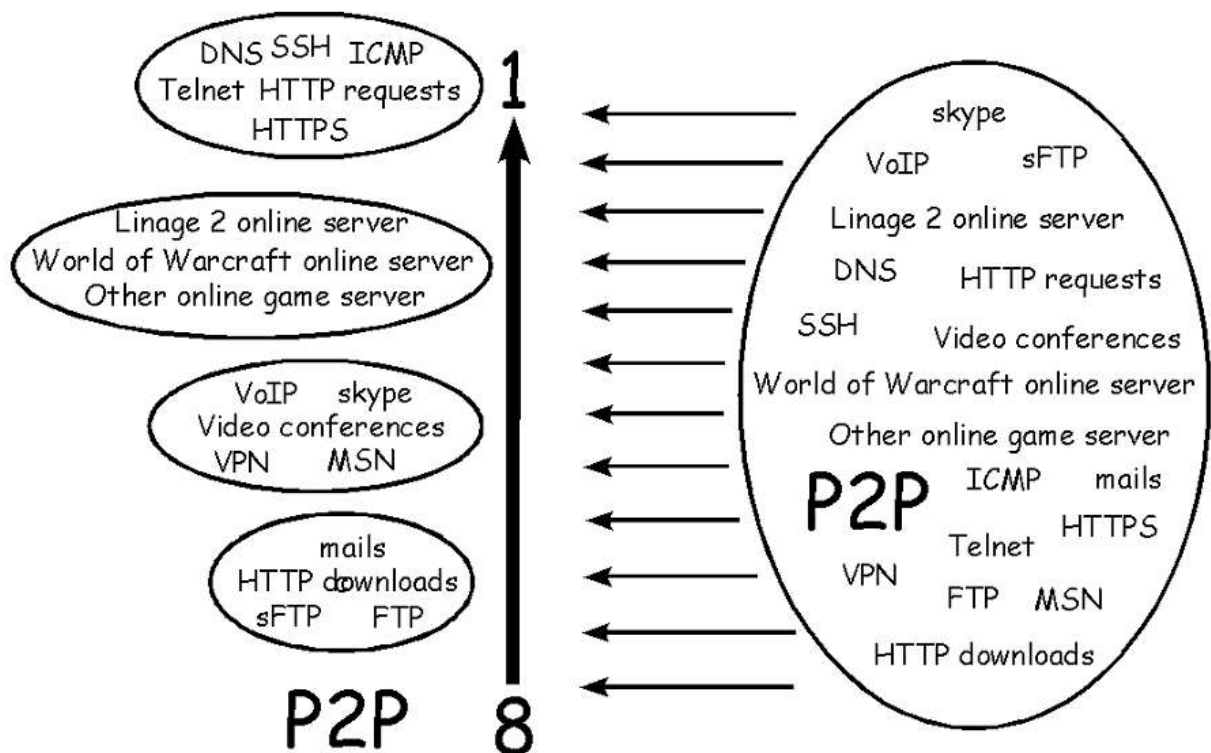 DNS SSH ICMP
Telnet HTTP requests
HTTPS
1
Linage 2 online server
World of Warcraft online server
Other online game server
VoIP skype
Video conferences
VPN MSN
mails
HTTP downloads
sFTP FTP
P2P 8
skype
VoIP sFTP
Linage 2 online server
DNS HTTP requests
SSH Video conferences
World of Warcraft online server
Other online game server
P2P ICMP mails
HTTPS
Telnet
VPN
FTP MSN
HTTP downloads